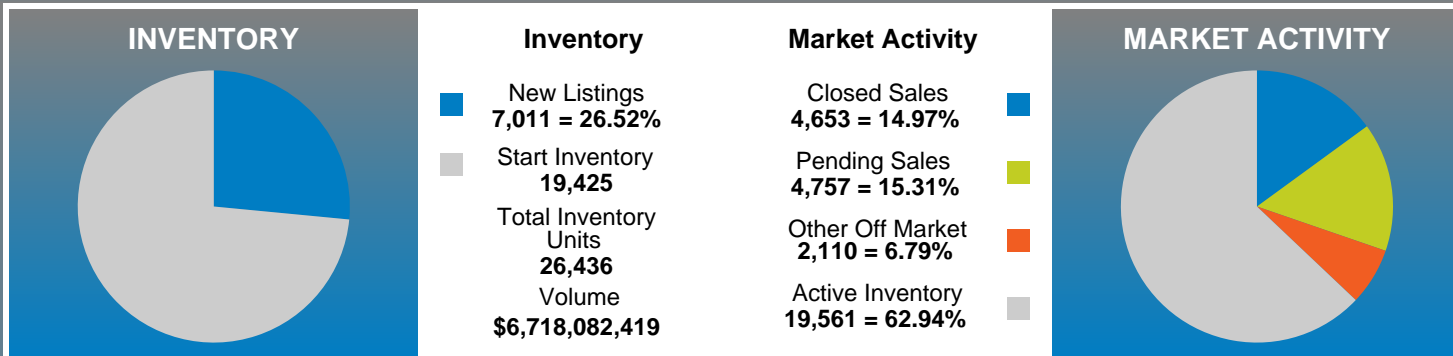 INVENTORY
Inventory
New Listings
7,011 = 26.52%
Start Inventory
19,425
Total Inventory
Units
26,436
Volume
$6,718,082,419
Market Activity
Closed Sales
4,653 = 14.97%
Pending Sales
4,757 = 15.31%
Other Off Market
2,110 = 6.79%
Active Inventory
19,561 = 62.94%
MARKET ACTIVITY